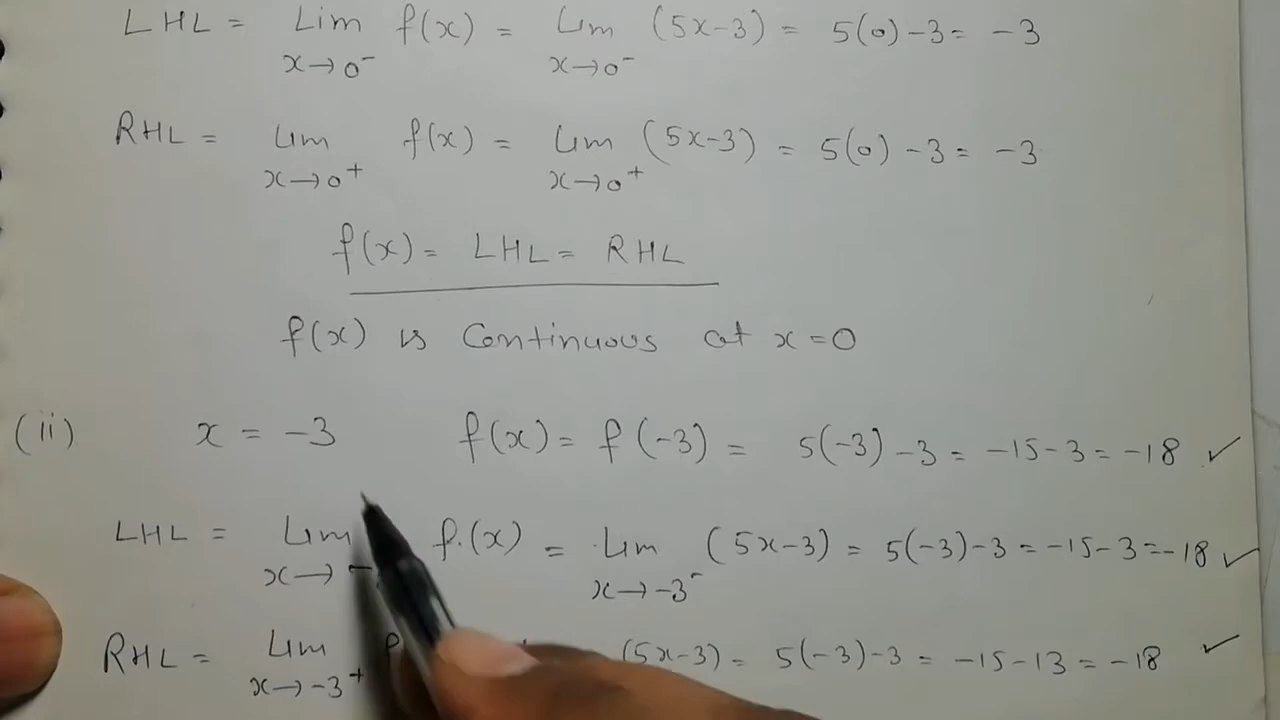 LHL = Lim f(x) = Lim (5x-3) = 5(0)-3 = -3
x→0⁻ x→0⁻
RHL = Lim f(x) = Lim (5x-3) = 5(0)-3 = -3
x→0⁺ x→0⁺
f(x) = LHL = RHL
f(x) is Continuous at x=0
(ii) x = -3 f(x) = f(-3) = 5(-3)-3 = -15-3 = -18 ✓
LHL = Lim f(x) = Lim (5x-3) = 5(-3)-3 = -15-3 = -18 ✓
x→ - x→-3⁻
RHL = Lim (5x-3) = 5(-3)-3 = -15-13 = -18 ✓
x→-3⁺